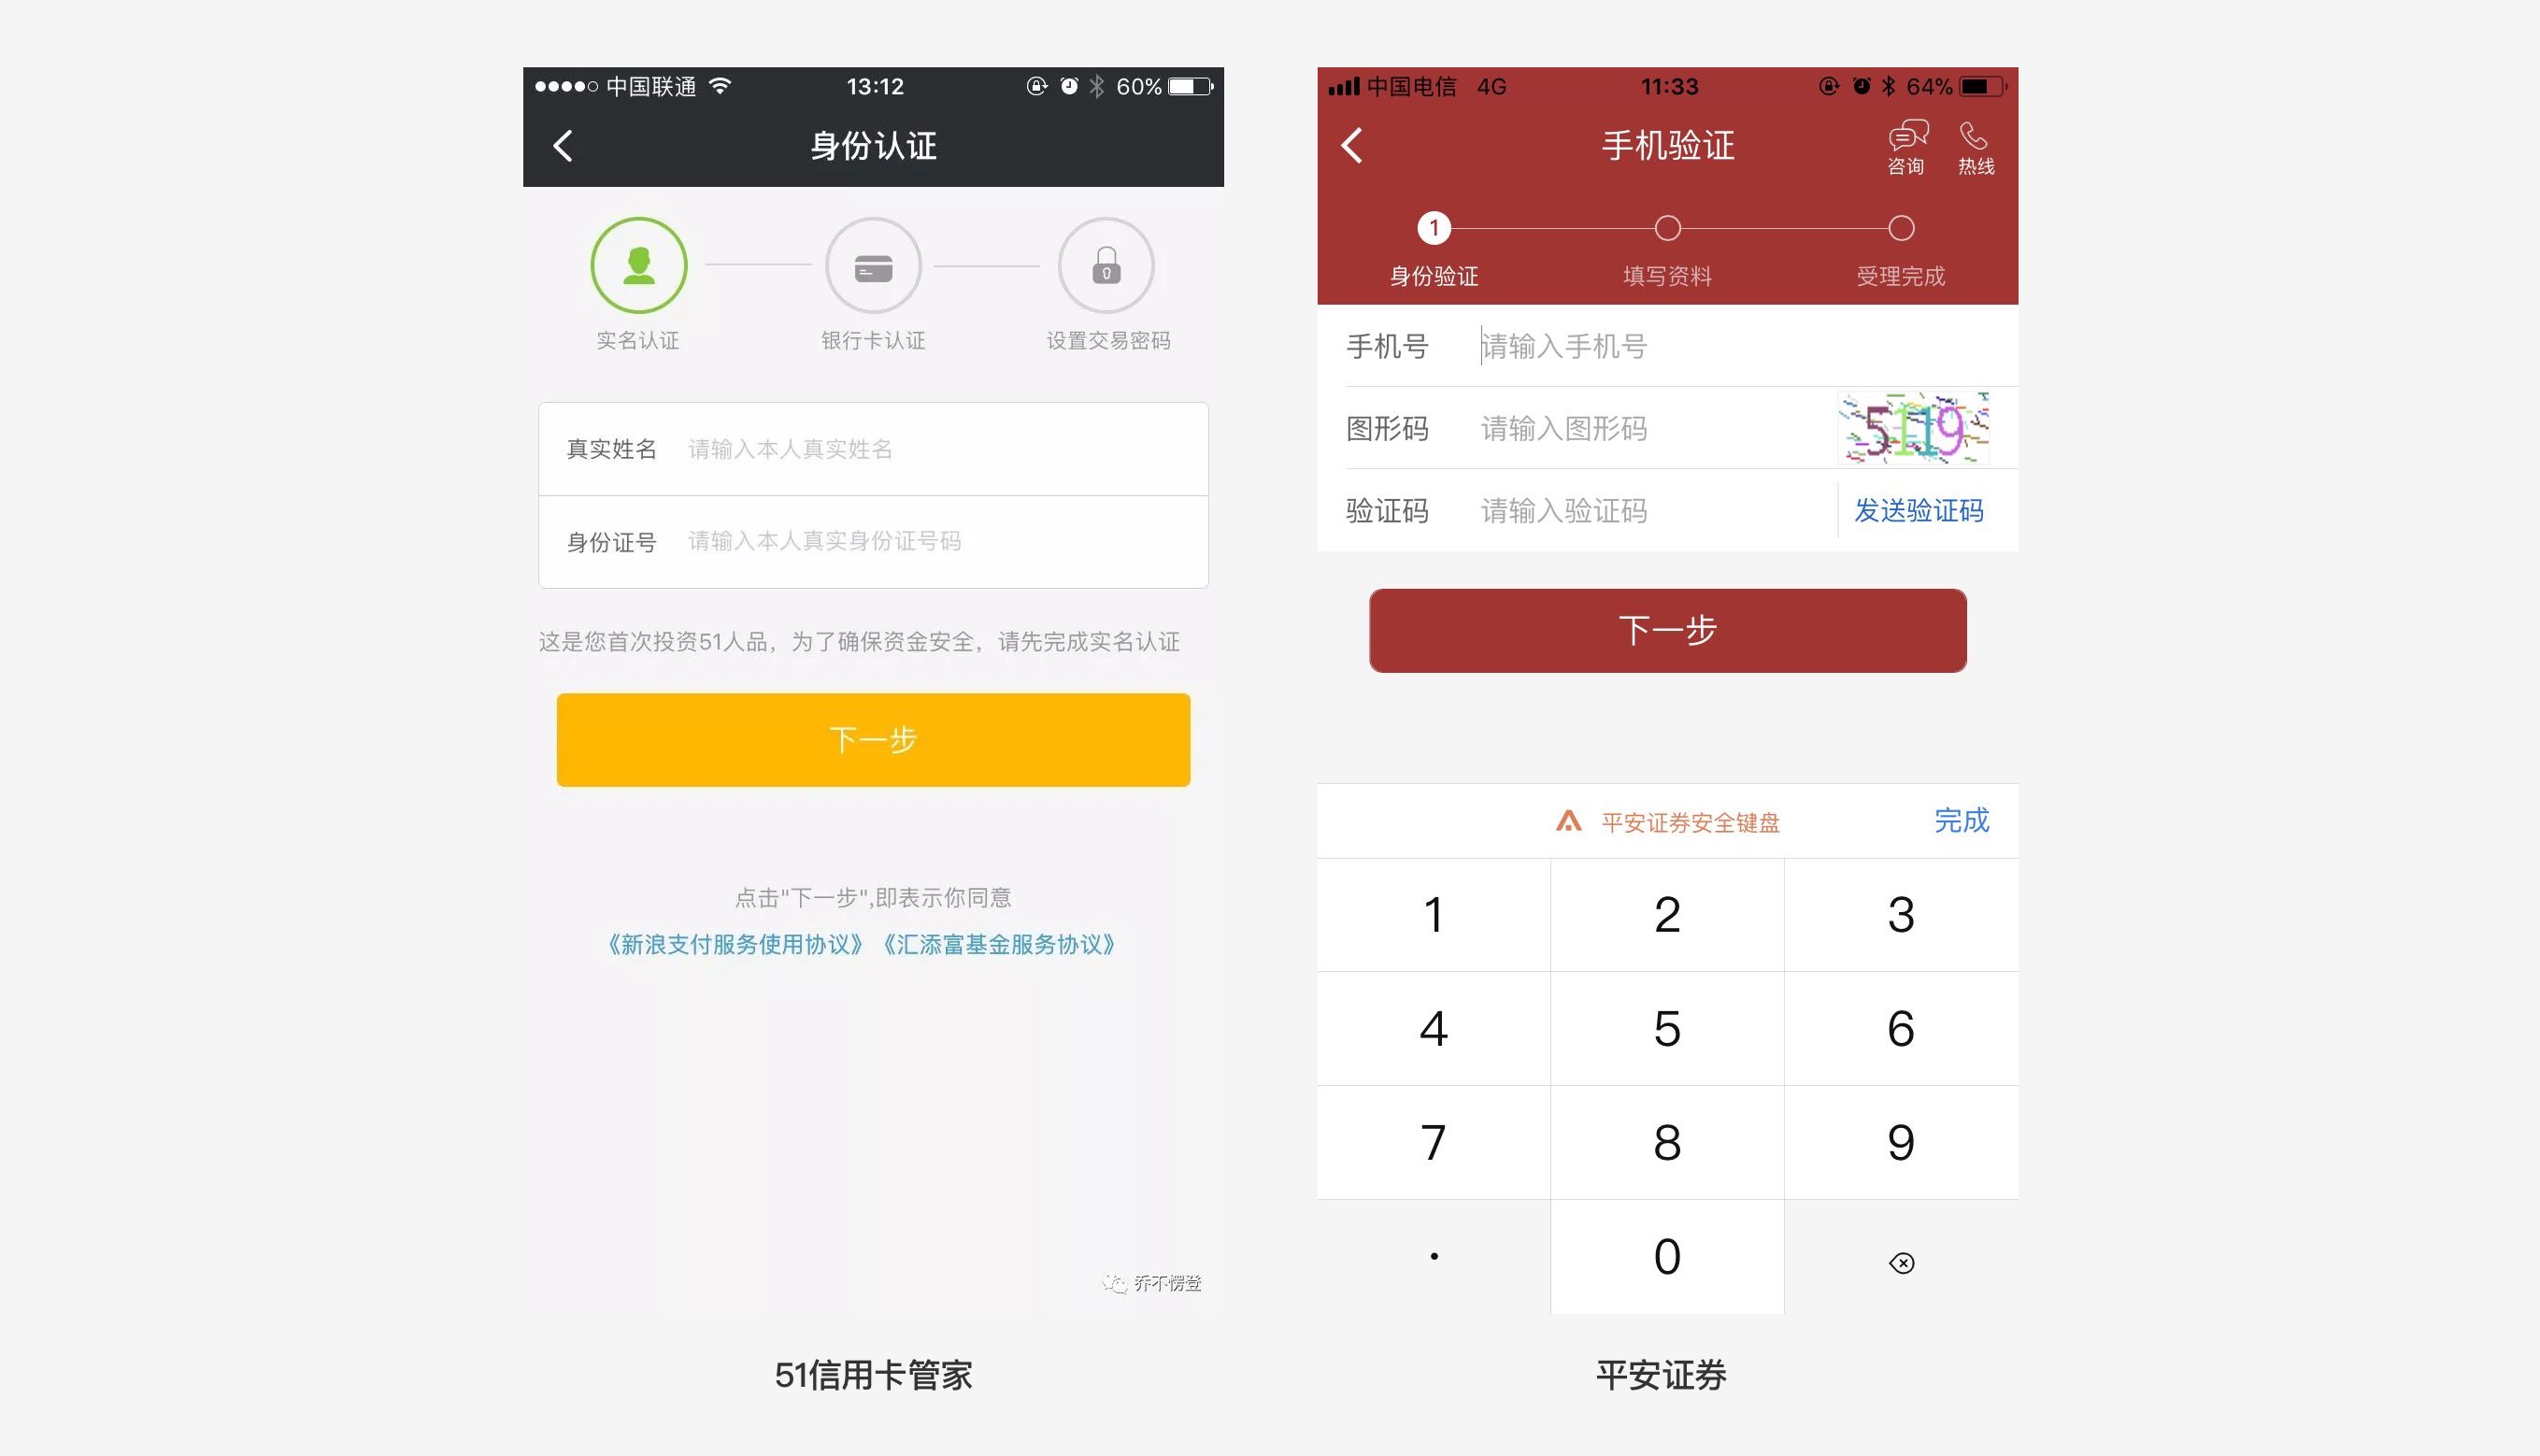 中国联通 13:12 60%
身份认证
实名认证 银行卡认证 设置交易密码
真实姓名 请输入本人真实姓名
身份证号 请输入本人真实身份证号码
这是您首次投资51人品，为了确保资金安全，请先完成实名认证
下一步
点击"下一步",即表示你同意
《新浪支付服务使用协议》《汇添富基金服务协议》
乔不愣登
51信用卡管家
中国电信 4G 11:33 64%
手机验证
咨询 热线
1
身份验证 填写资料 受理完成
手机号 请输入手机号
图形码 请输入图形码 5119
验证码 请输入验证码 发送验证码
下一步
平安证券安全键盘 完成
1 2 3
4 5 6
7 8 9
. 0
平安证券